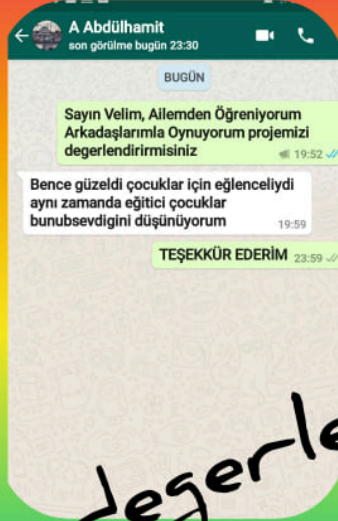 A Abdülhamit
son görülme bugün 23:30
BUGÜN
Sayın Velim, Ailemden Öğreniyorum
Arkadaşlarımla Oynuyorum projemizi
degerlendirirmisiniz
19:52
Bence güzeldi çocuklar için eğlenceliydi
aynı zamanda eğitici çocuklar
bunubsevdigini düşünüyorum
19:59
TEŞEKKÜR EDERİM 23:59
degerle